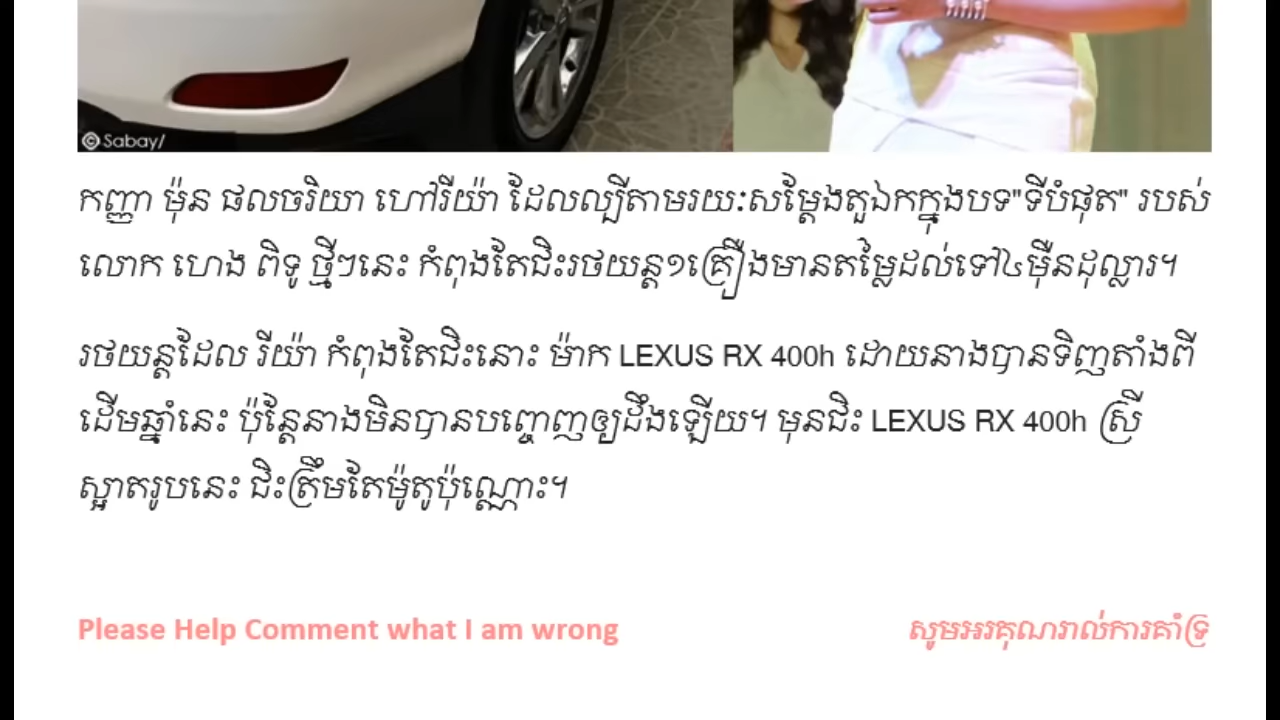 © Sabay/
កញ្ញា ម៉ុន ផលចរិយា ហៅរីយ៉ា ដែលល្បីតាមរយៈសម្តែងតួឯកក្នុងបទ"ទីបំផុត" របស់
លោក ហេង ពិទូ ថ្មីៗនេះ កំពុងតែជិះរថយន្ត១គ្រឿងមានតម្លៃដល់ទៅ៤ម៉ឺនដុល្លារ។
រថយន្តដែល រីយ៉ា កំពុងតែជិះនោះ ម៉ាក LEXUS RX 400h ដោយនាងបានទិញតាំងពី
ដើមឆ្នាំនេះ ប៉ុន្តែនាងមិនបានបញ្ចេញឲ្យដឹងឡើយ។ មុនជិះ LEXUS RX 400h ស្រី
ស្អាតរូបនេះ ជិះត្រឹមតែម៉ូតូប៉ុណ្ណោះ។
Please Help Comment what I am wrong
សូមអរគុណរាល់ការគាំទ្រ